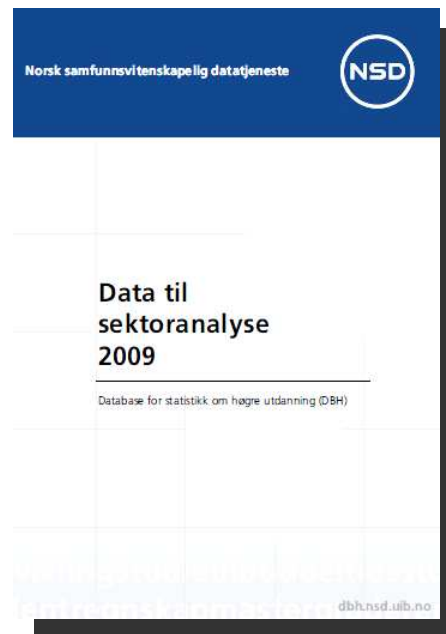 Norsk samfunnsvitenskapelig datatjeneste
NSD
Data til
sektoranalyse
2009
Database for statistikk om høgre utdanning (DBH)
dbh.nsd.uib.no